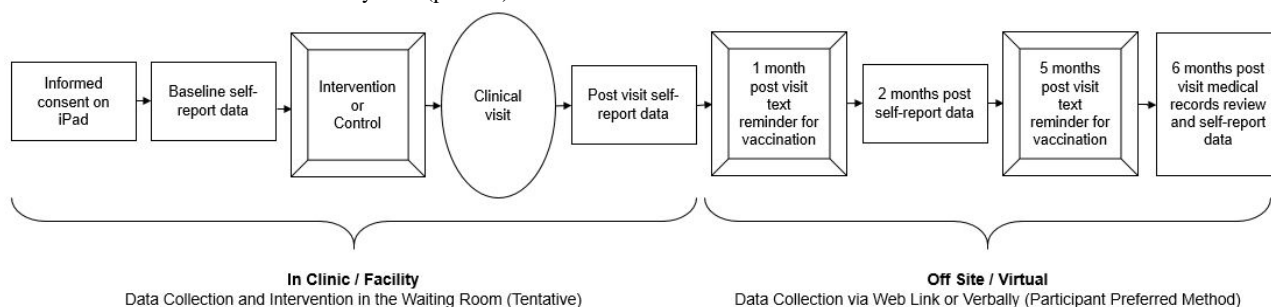 Informed
consent on
iPad
Baseline self-
report data
Intervention
or
Control
Clinical
visit
Post visit self-
report data
1 month
post visit
text
reminder for
vaccination
2 months post
self-report data
5 months
post visit
text
reminder for
vaccination
6 months post
visit medical
records review
and self-report
data
In Clinic / Facility
Data Collection and Intervention in the Waiting Room (Tentative)
Off Site / Virtual
Data Collection via Web Link or Verbally (Participant Preferred Method)